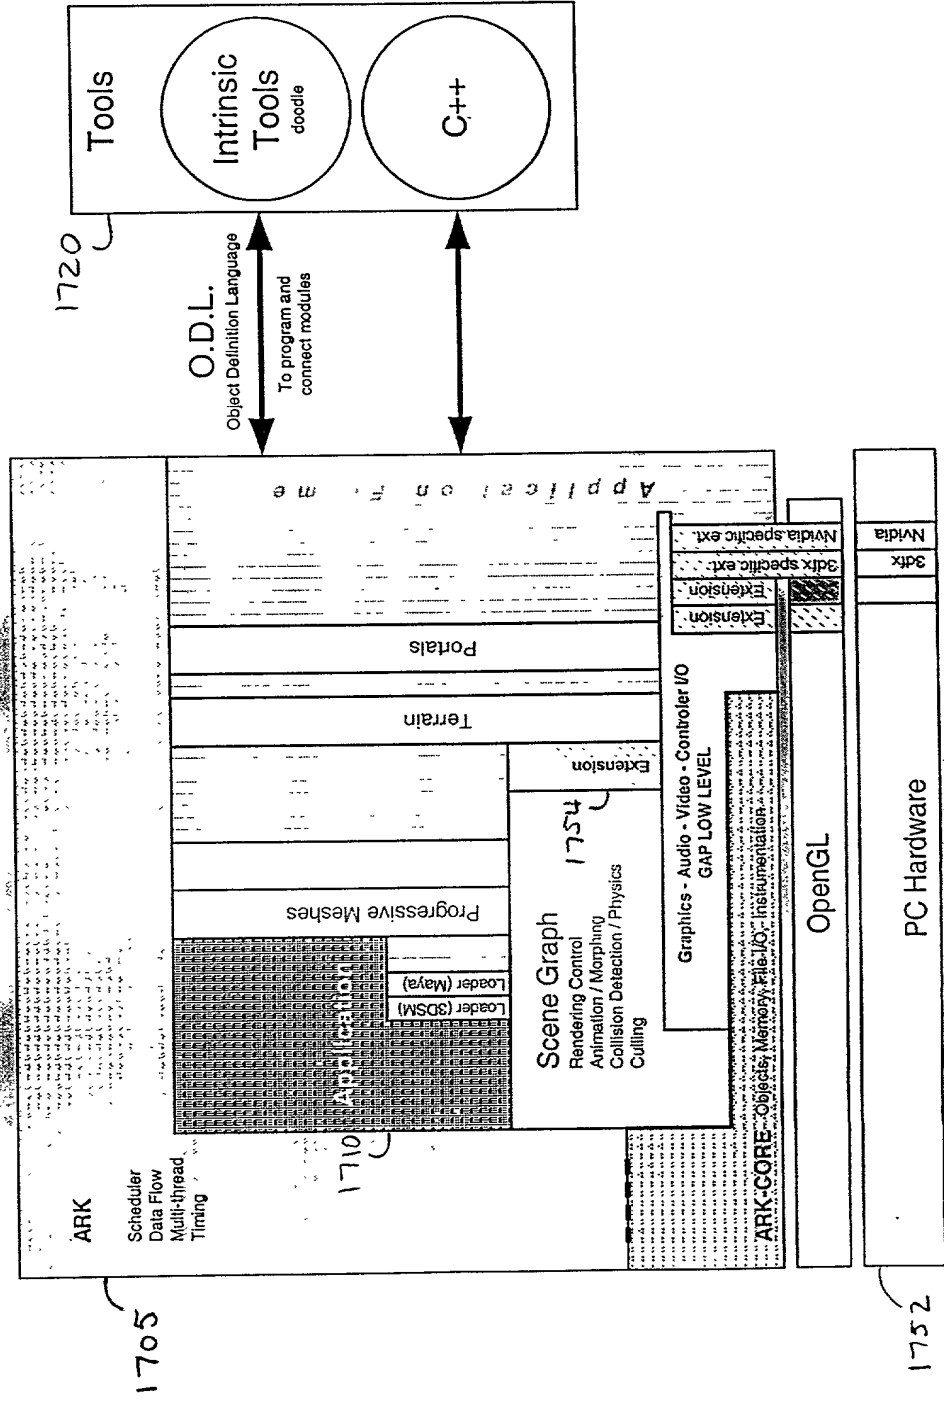 ARK
Scheduler
Data Flow
Multi-thread
Timing
1705
1710
Application
Loader (3DSM)
Loader (Maya)
Progressive Meshes
Terrain
Portals
Scene Graph
Rendering Control
Animation / Morphing
Collision Detection / Physics
Culling
1754
Extension
Graphics - Audio - Video - Controler I/O
GAP LOW LEVEL
Extension
Extension
3dfx specific ext.
Nvidia specific ext.
ARK-CORE - Objects, Memory, File I/O, Instrumentation
OpenGL
PC Hardware
3dfx
Nvidia
1752
O.D.L.
Object Definition Language
To program and
connect modules
1720
Tools
Intrinsic
Tools
doodle
C++